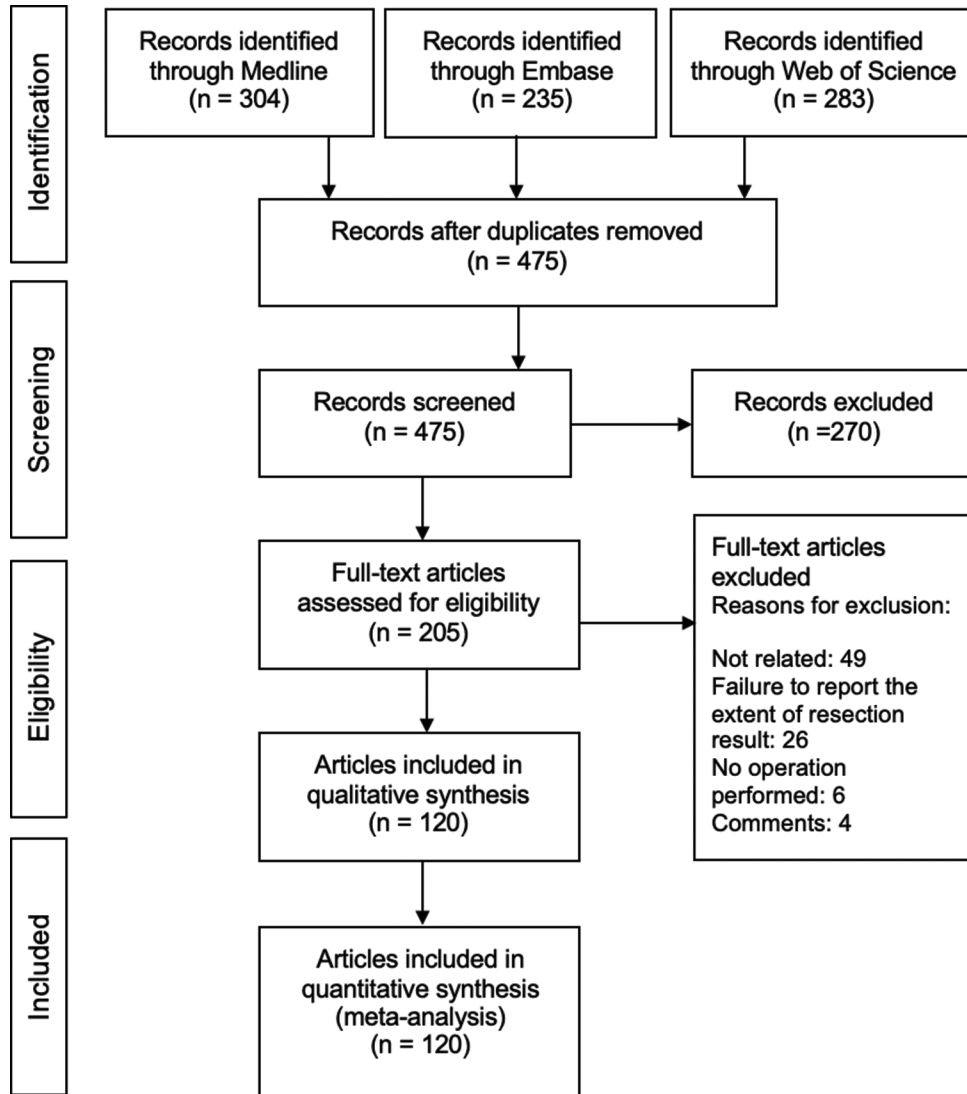 Identification
Records identified
through Medline
(n = 304)
Records identified
through Embase
(n = 235)
Records identified
through Web of Science
(n = 283)
Records after duplicates removed
(n = 475)
Screening
Records screened
(n = 475)
Records excluded
(n =270)
Eligibility
Full-text articles
assessed for eligibility
(n = 205)
Full-text articles
excluded
Reasons for exclusion:
Not related: 49
Failure to report the
extent of resection
result: 26
No operation
performed: 6
Comments: 4
Articles included in
qualitative synthesis
(n = 120)
Included
Articles included in
quantitative synthesis
(meta-analysis)
(n = 120)